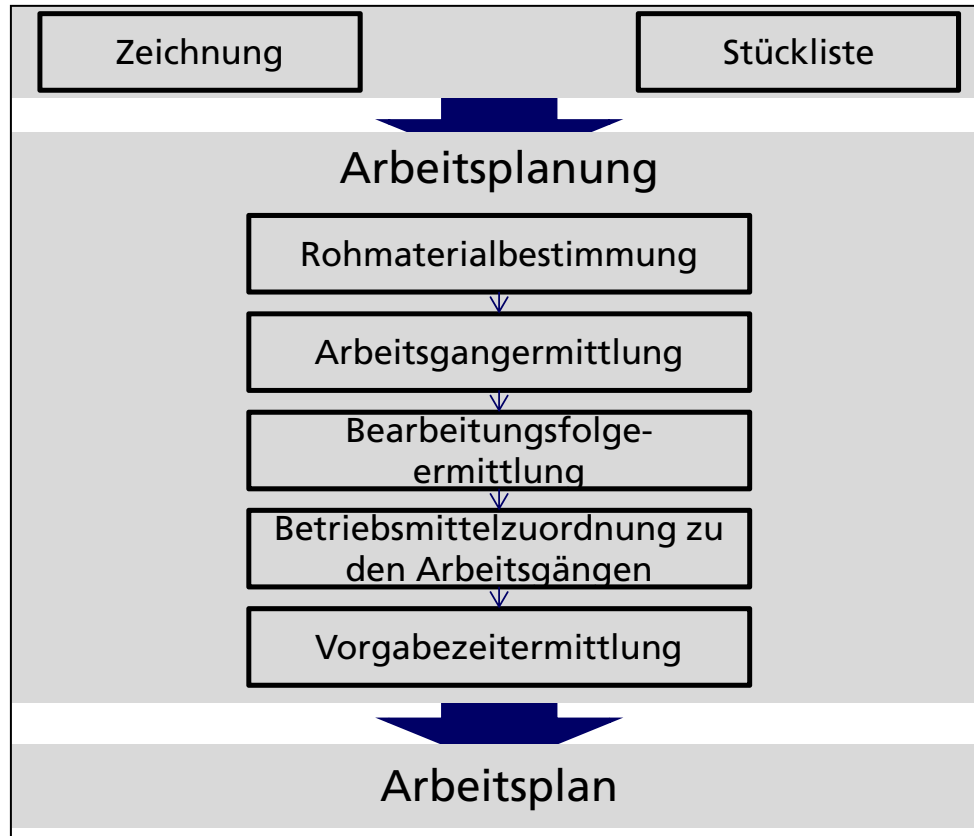 Zeichnung
Stückliste
Arbeitsplanung
Rohmaterialbestimmung
Arbeitsgangermittlung
Bearbeitungsfolge-
ermittlung
Betriebsmittelzuordnung zu
den Arbeitsgängen
Vorgabezeitermittlung
Arbeitsplan